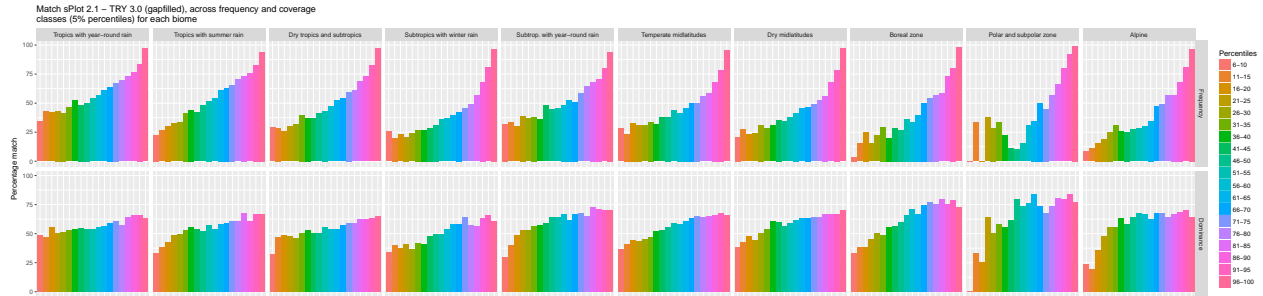 Match sPlot 2.1 – TRY 3.0 (gapfilled), across frequency and coverage
classes (5% percentiles) for each biome
Tropics with year–round rain
Tropics with summer rain
Dry tropics and subtropics
Subtropics with winter rain
Subtrop. with year–round rain
Temperate midlatitudes
Dry midlatitudes
Boreal zone
Polar and subpolar zone
Alpine
100
75
50
25
0
Frequency
100
75
50
25
0
Dominance
Percentage match
Percentiles
6–10
11–15
16–20
21–25
26–30
31–35
36–40
41–45
46–50
51–55
56–60
61–65
66–70
71–75
76–80
81–85
86–90
91–95
96–100